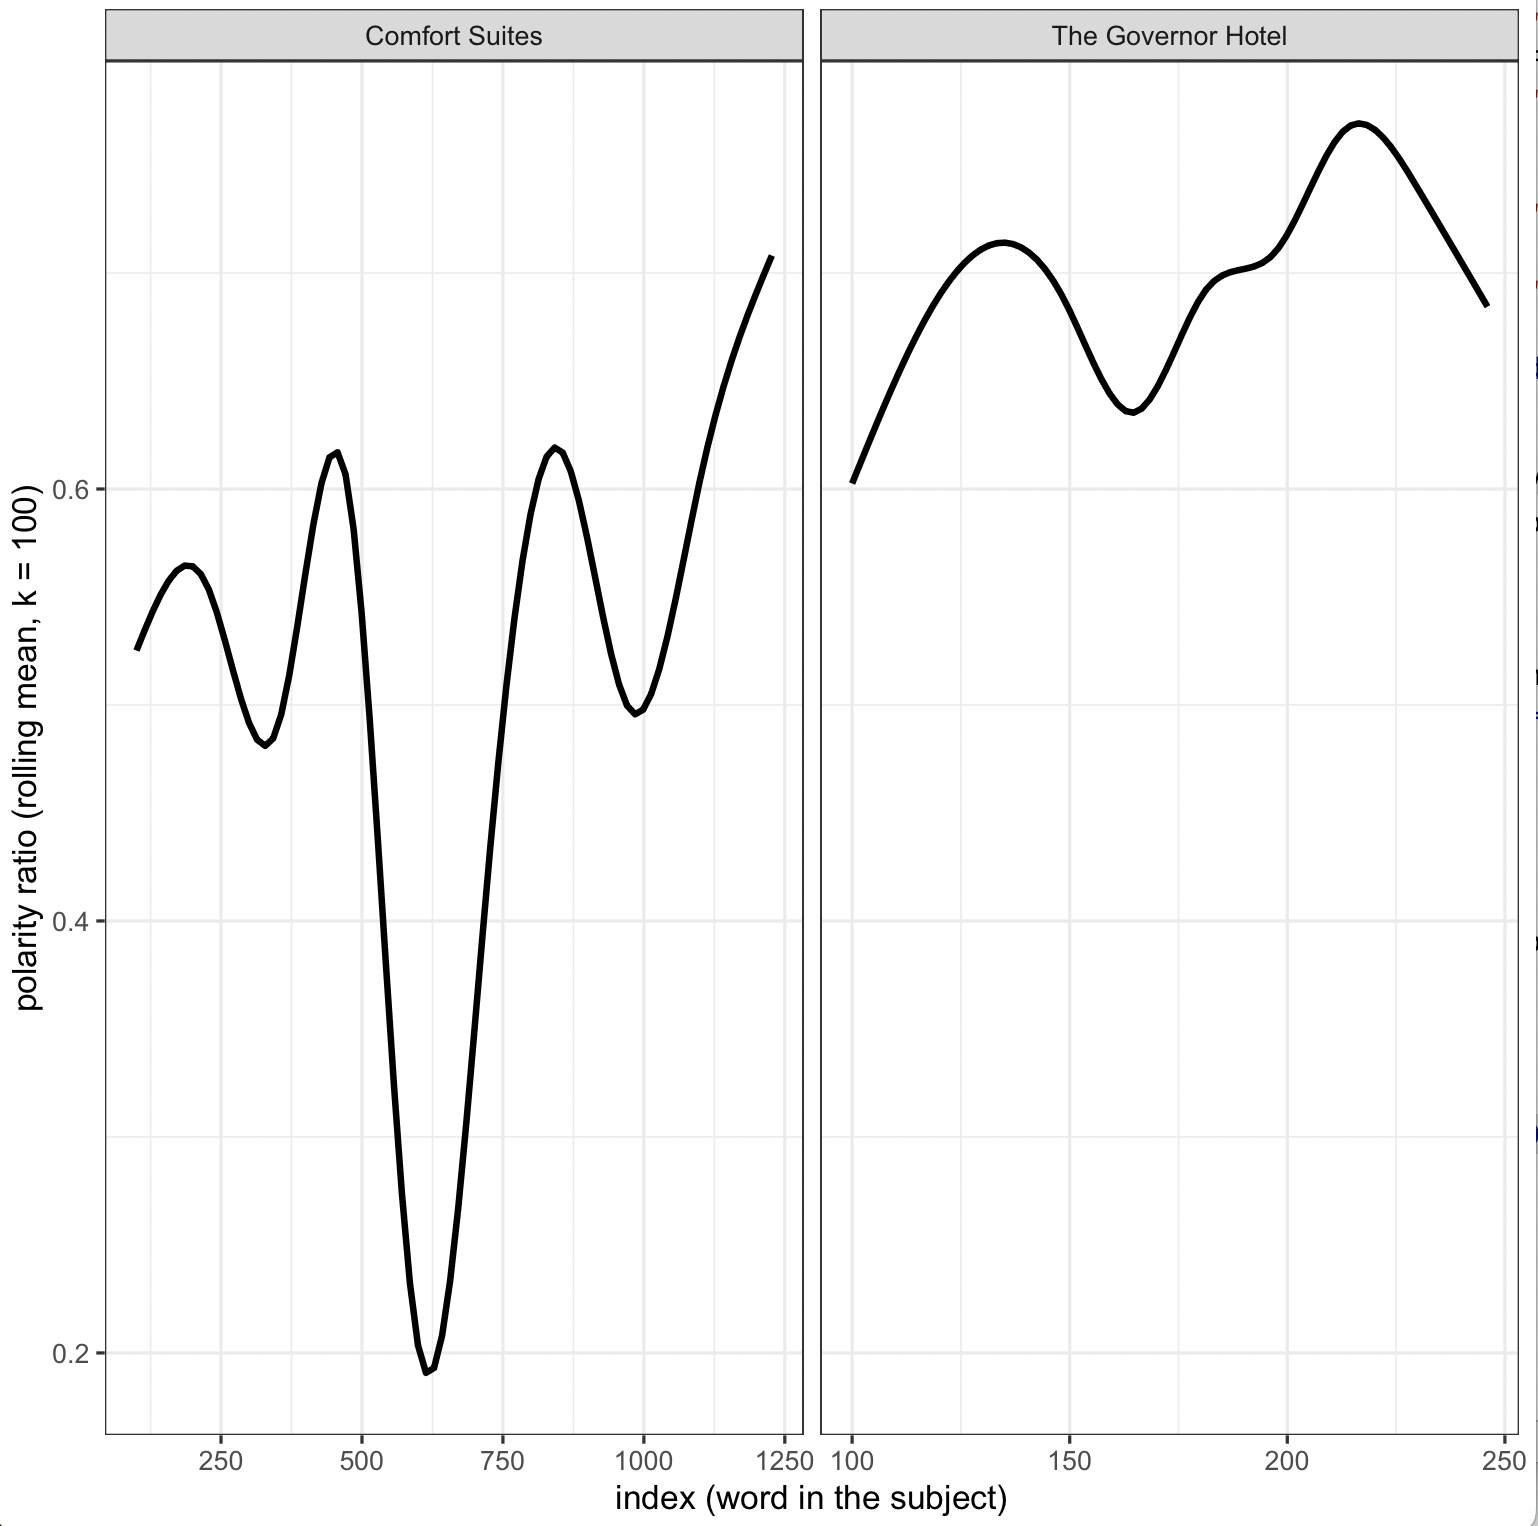 Comfort Suites
The Governor Hotel
polarity ratio (rolling mean, k = 100)
0.6
0.4
0.2
250 500 750 1000 1250
100 150 200 250
index (word in the subject)